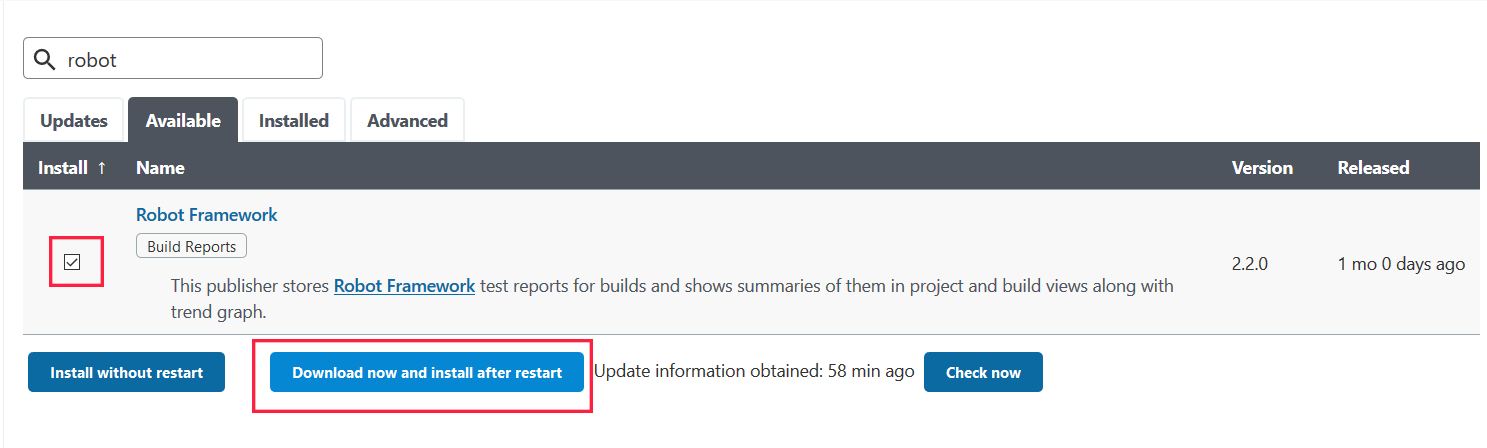 robot
Updates Available Installed Advanced
Install ↑ Name Version Released
Robot Framework
Build Reports
2.2.0 1 mo 0 days ago
This publisher stores Robot Framework test reports for builds and shows summaries of them in project and build views along with
trend graph.
Install without restart Download now and install after restart Update information obtained: 58 min ago Check now